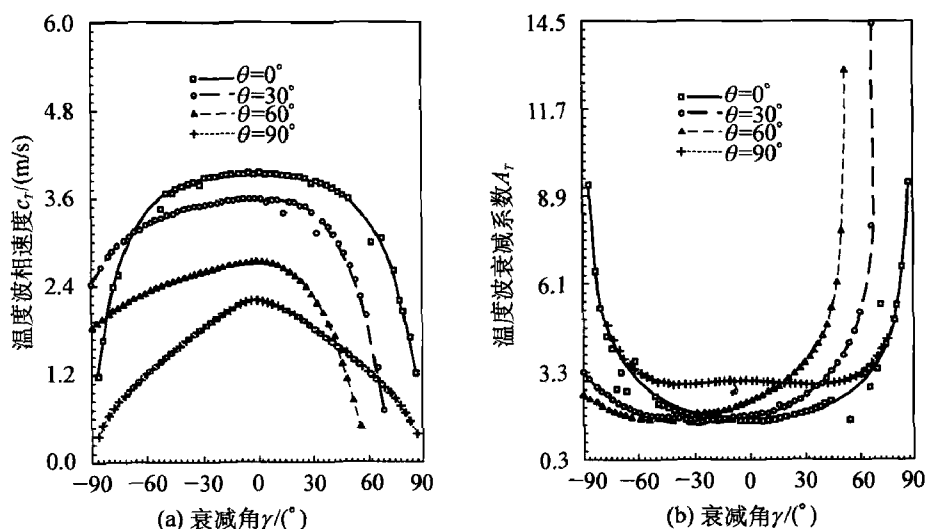 6.0
4.8
3.6
2.4
1.2
0.0
温度波相速度c_T/(m/s)
θ=0°
θ=30°
θ=60°
θ=90°
−90 −60 −30 0 30 60 90
(a) 衰减角γ/(°)
14.5
11.7
8.9
6.1
3.3
0.3
温度波衰减系数A_T
θ=0°
θ=30°
θ=60°
θ=90°
−90 −60 −30 0 30 60 90
(b) 衰减角γ/(°)